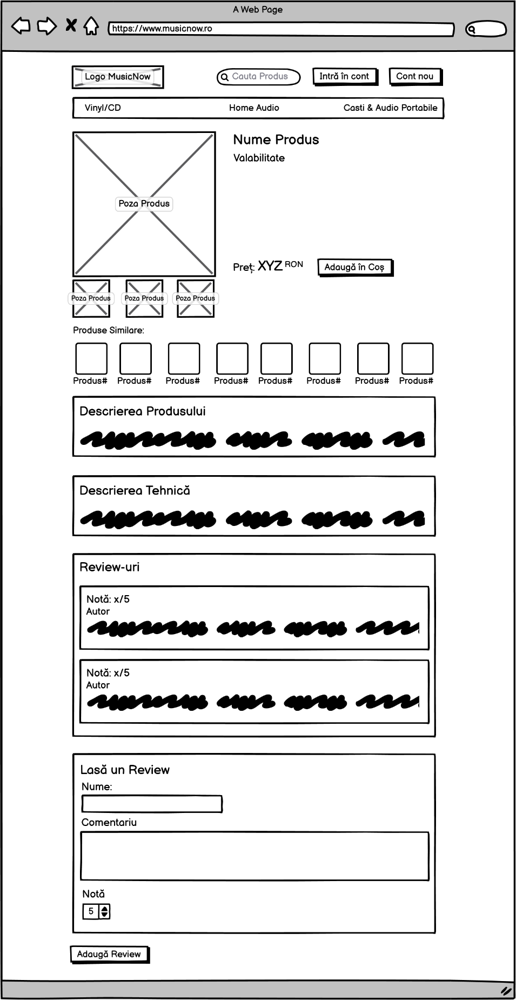 A Web Page
https://www.musicnow.ro
Logo MusicNow
Cauta Produs
Intră în cont
Cont nou
Vinyl/CD
Home Audio
Casti & Audio Portabile
Nume Produs
Valabilitate
Poza Produs
Preț: XYZ RON
Adaugă în Coș
Poza Produs
Poza Produs
Poza Produs
Produse Similare:
Produs#
Produs#
Produs#
Produs#
Produs#
Produs#
Produs#
Produs#
Descrierea Produsului
Descrierea Tehnică
Review-uri
Notă: x/5
Autor
Notă: x/5
Autor
Lasă un Review
Nume:
Comentariu
Notă
5
Adaugă Review